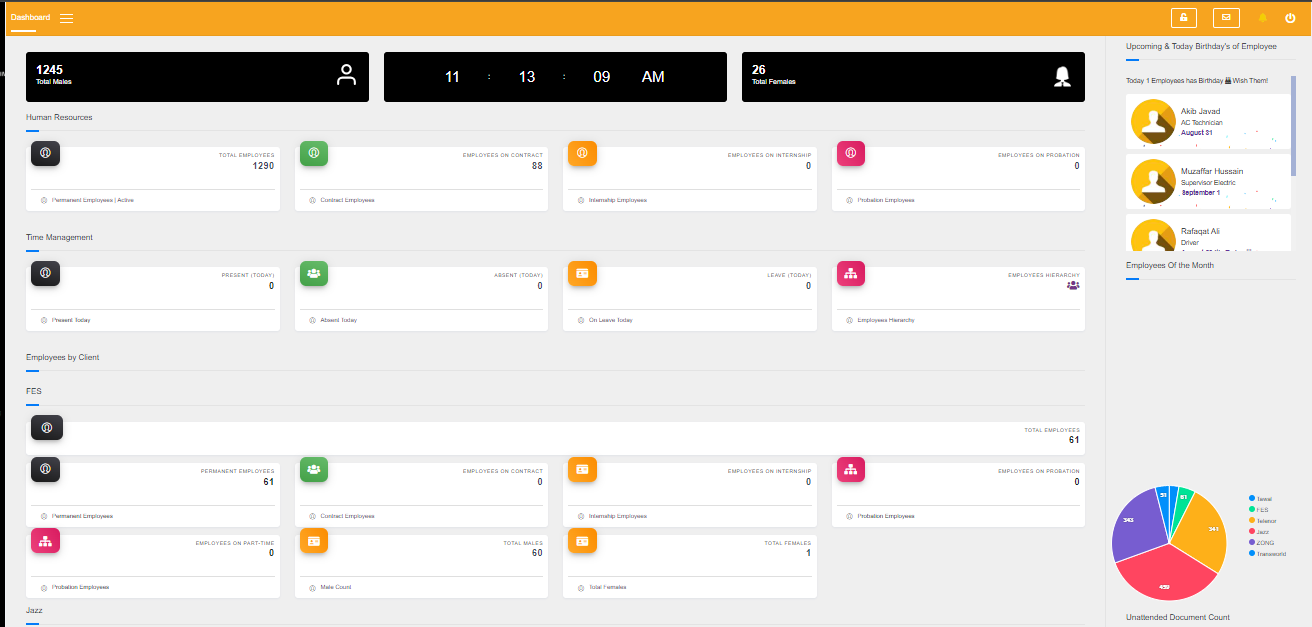 Dashboard
1245
Total Males
11 : 13 : 09 AM
26
Total Females
Human Resources
TOTAL EMPLOYEES
1290
Permanent Employees | Active
EMPLOYEES ON CONTRACT
88
Contract Employees
EMPLOYEES ON INTERNSHIP
0
Internship Employees
EMPLOYEES ON PROBATION
0
Probation Employees
Time Management
PRESENT (TODAY)
0
Present Today
ABSENT (TODAY)
0
Absent Today
LEAVE (TODAY)
0
On Leave Today
EMPLOYEES HIERARCHY
Employees Hierarchy
Employees by Client
FES
TOTAL EMPLOYEES
61
PERMANENT EMPLOYEES
61
Permanent Employees
EMPLOYEES ON CONTRACT
0
Contract Employees
EMPLOYEES ON INTERNSHIP
0
Internship Employees
EMPLOYEES ON PROBATION
0
Probation Employees
EMPLOYEES ON PART-TIME
0
Probation Employees
TOTAL MALES
60
Male Count
TOTAL FEMALES
1
Total Females
Jazz
Upcoming & Today Birthday's of Employee
Today 1 Employees has Birthday Wish Them!
Akib Javad
AC Technician
August 31
Muzaffar Hussain
Supervisor Electric
September 1
Rafaqat Ali
Driver
Employees Of the Month
61
343
Tawal
FES
Telenor
Jazz
ZONG
Transworld
Unattended Document Count